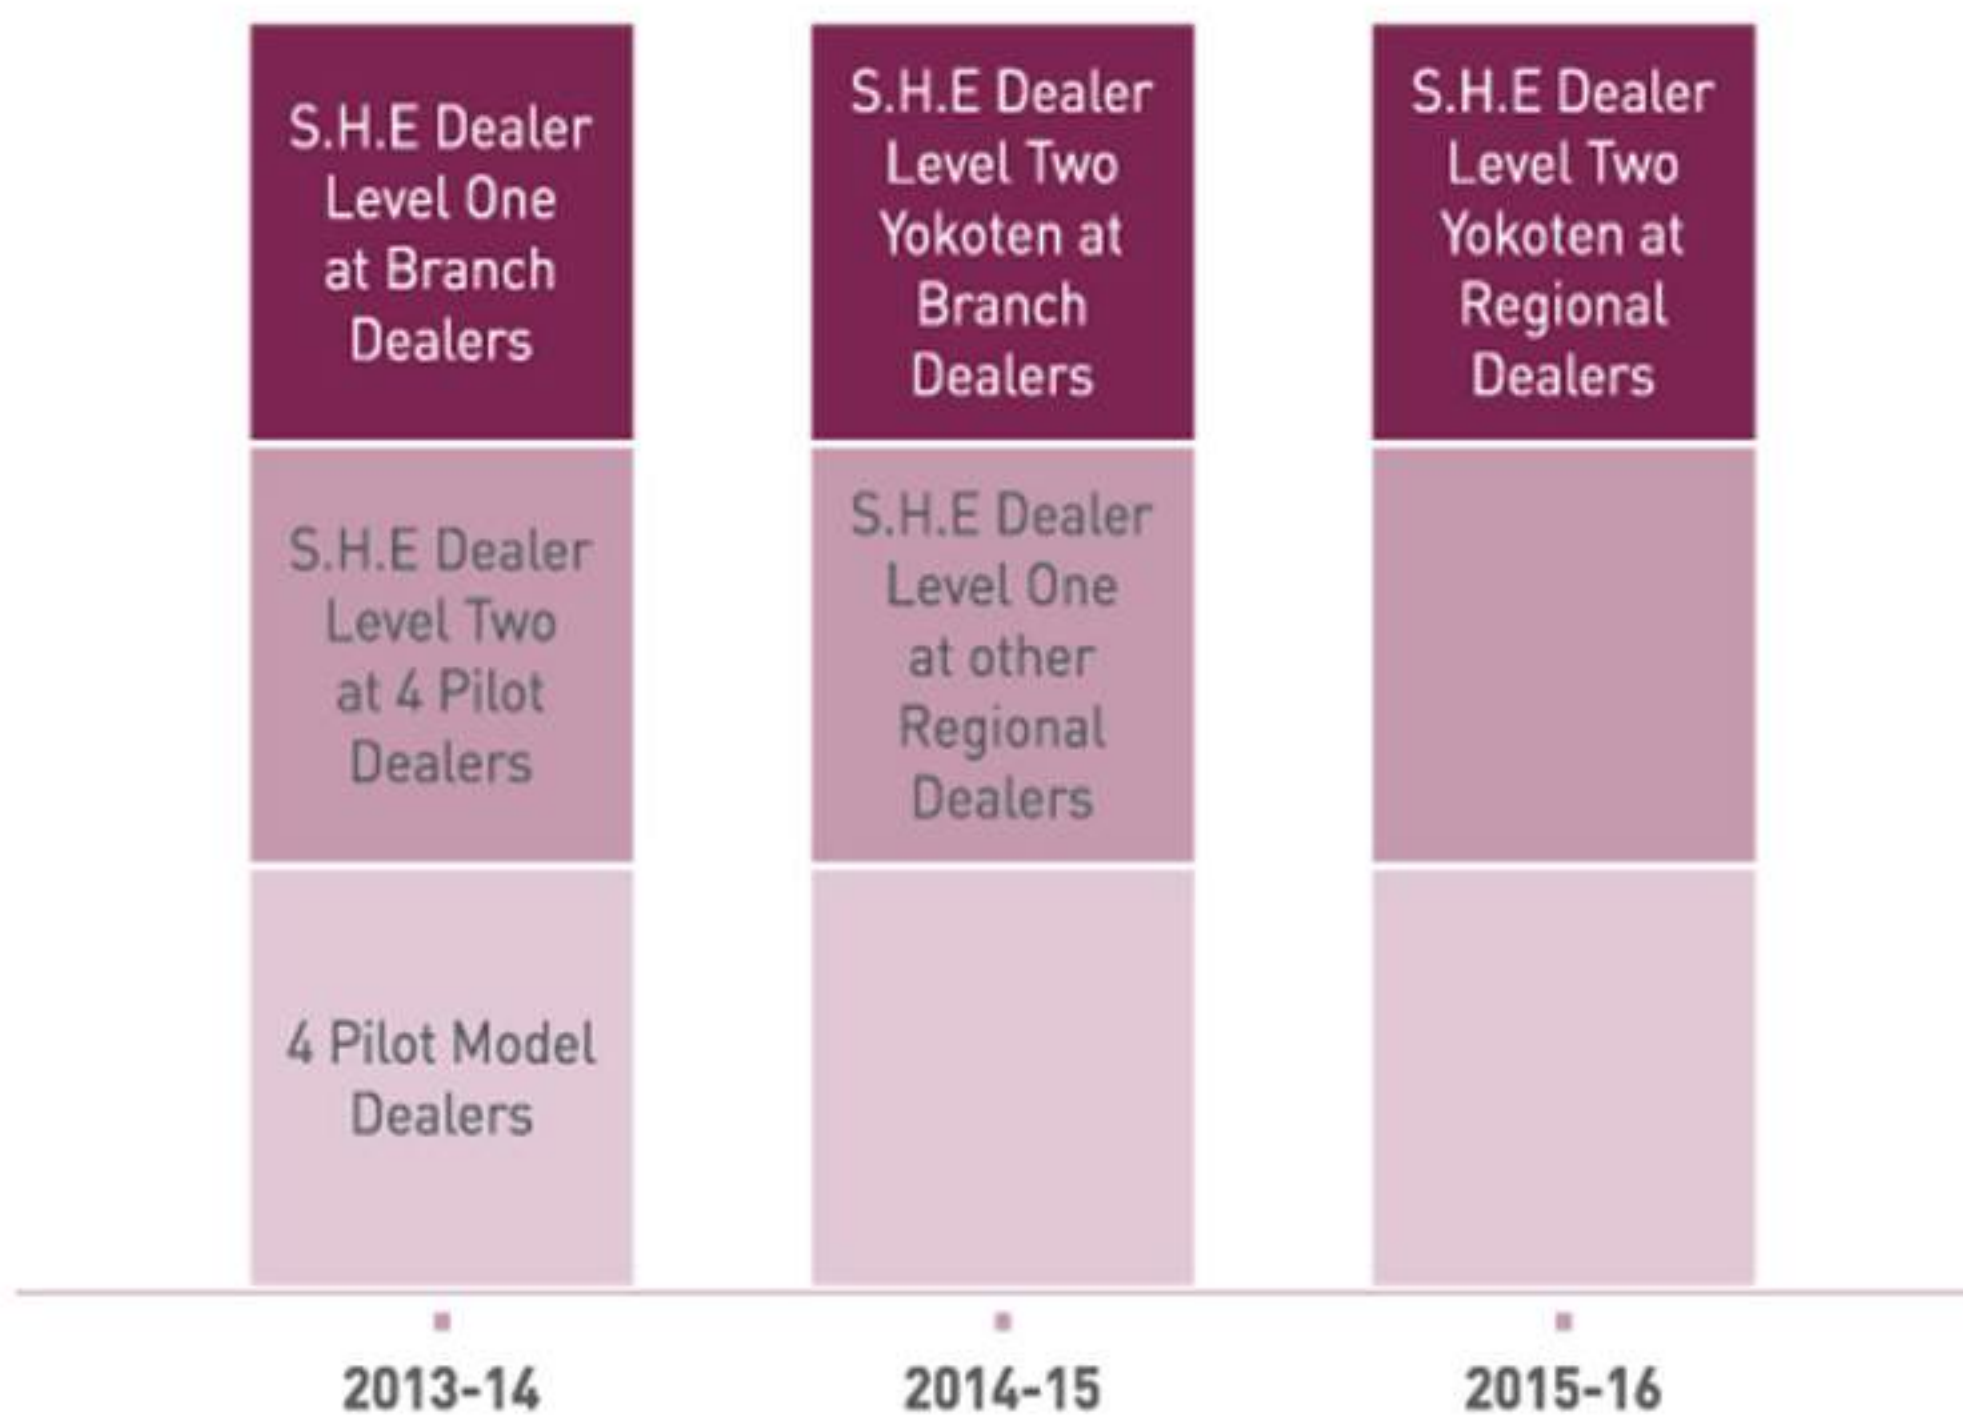 S.H.E Dealer
Level One
at Branch
Dealers
S.H.E Dealer
Level Two
at 4 Pilot
Dealers
4 Pilot Model
Dealers
2013-14
S.H.E Dealer
Level Two
Yokoten at
Branch
Dealers
S.H.E Dealer
Level One
at other
Regional
Dealers
2014-15
S.H.E Dealer
Level Two
Yokoten at
Regional
Dealers
2015-16